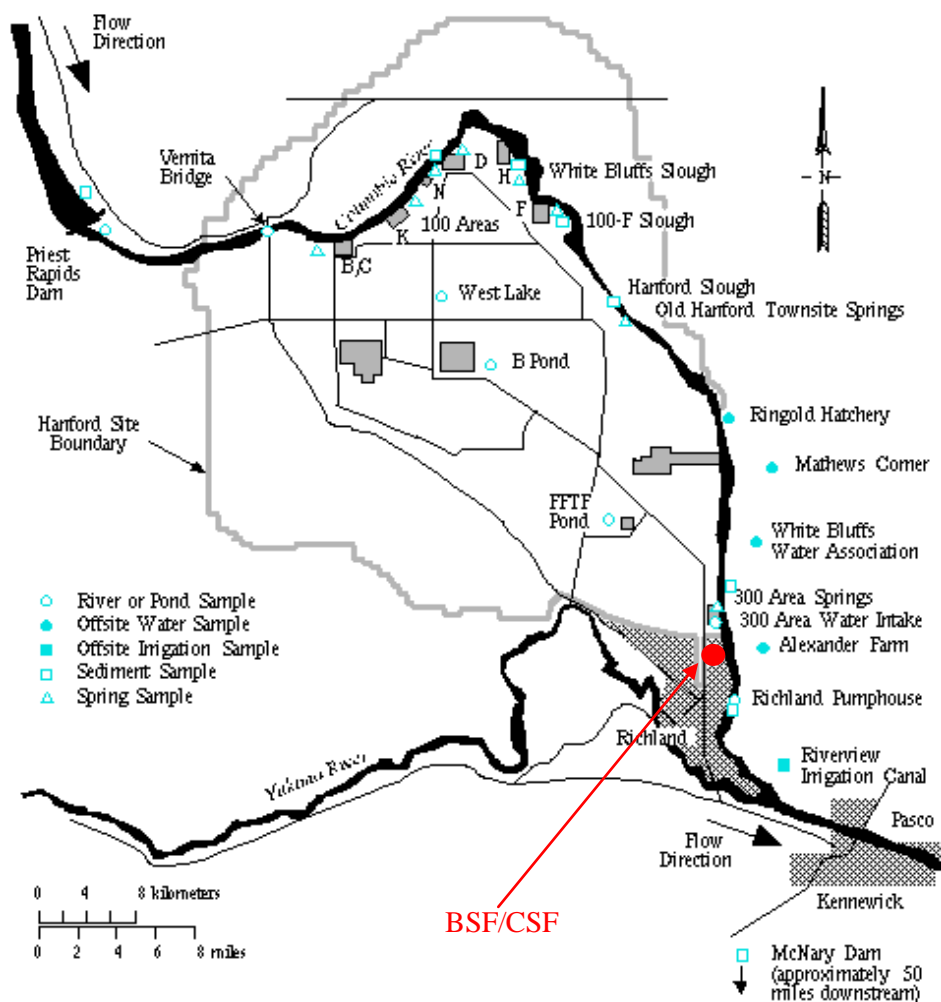 Flow
Direction
Vernita
Bridge
Columbia River
D
H
White Bluffs Slough
N
F
100-F Slough
K
100 Areas
B,C
Priest
Rapids
Dam
N
West Lake
Hanford Slough
Old Hanford Townsite Springs
B Pond
Hanford Site
Boundary
Ringold Hatchery
Mathews Corner
FFTF
Pond
White Bluffs
Water Association
River or Pond Sample
Offsite Water Sample
Offsite Irrigation Sample
Sediment Sample
Spring Sample
300 Area Springs
300 Area Water Intake
Alexander Farm
Richland Pumphouse
Richland
Yakima River
Riverview
Irrigation Canal
Pasco
Flow
Direction
Kennewick
0 4 8 kilometers
0 2 4 6 8 miles
BSF/CSF
McNary Dam
(approximately 50
miles downstream)